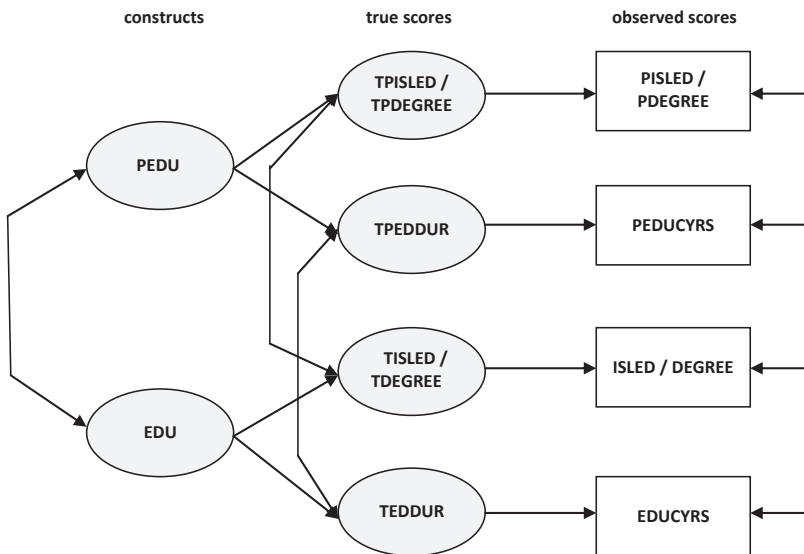 constructs
true scores
observed scores
TPISLED /
TPDEGREE
PISLED /
PDEGREE
PEDU
TPEDDUR
PEDUCYRS
TISLED /
TDEGREE
ISLED / DEGREE
EDU
TEDDUR
EDUCYRS